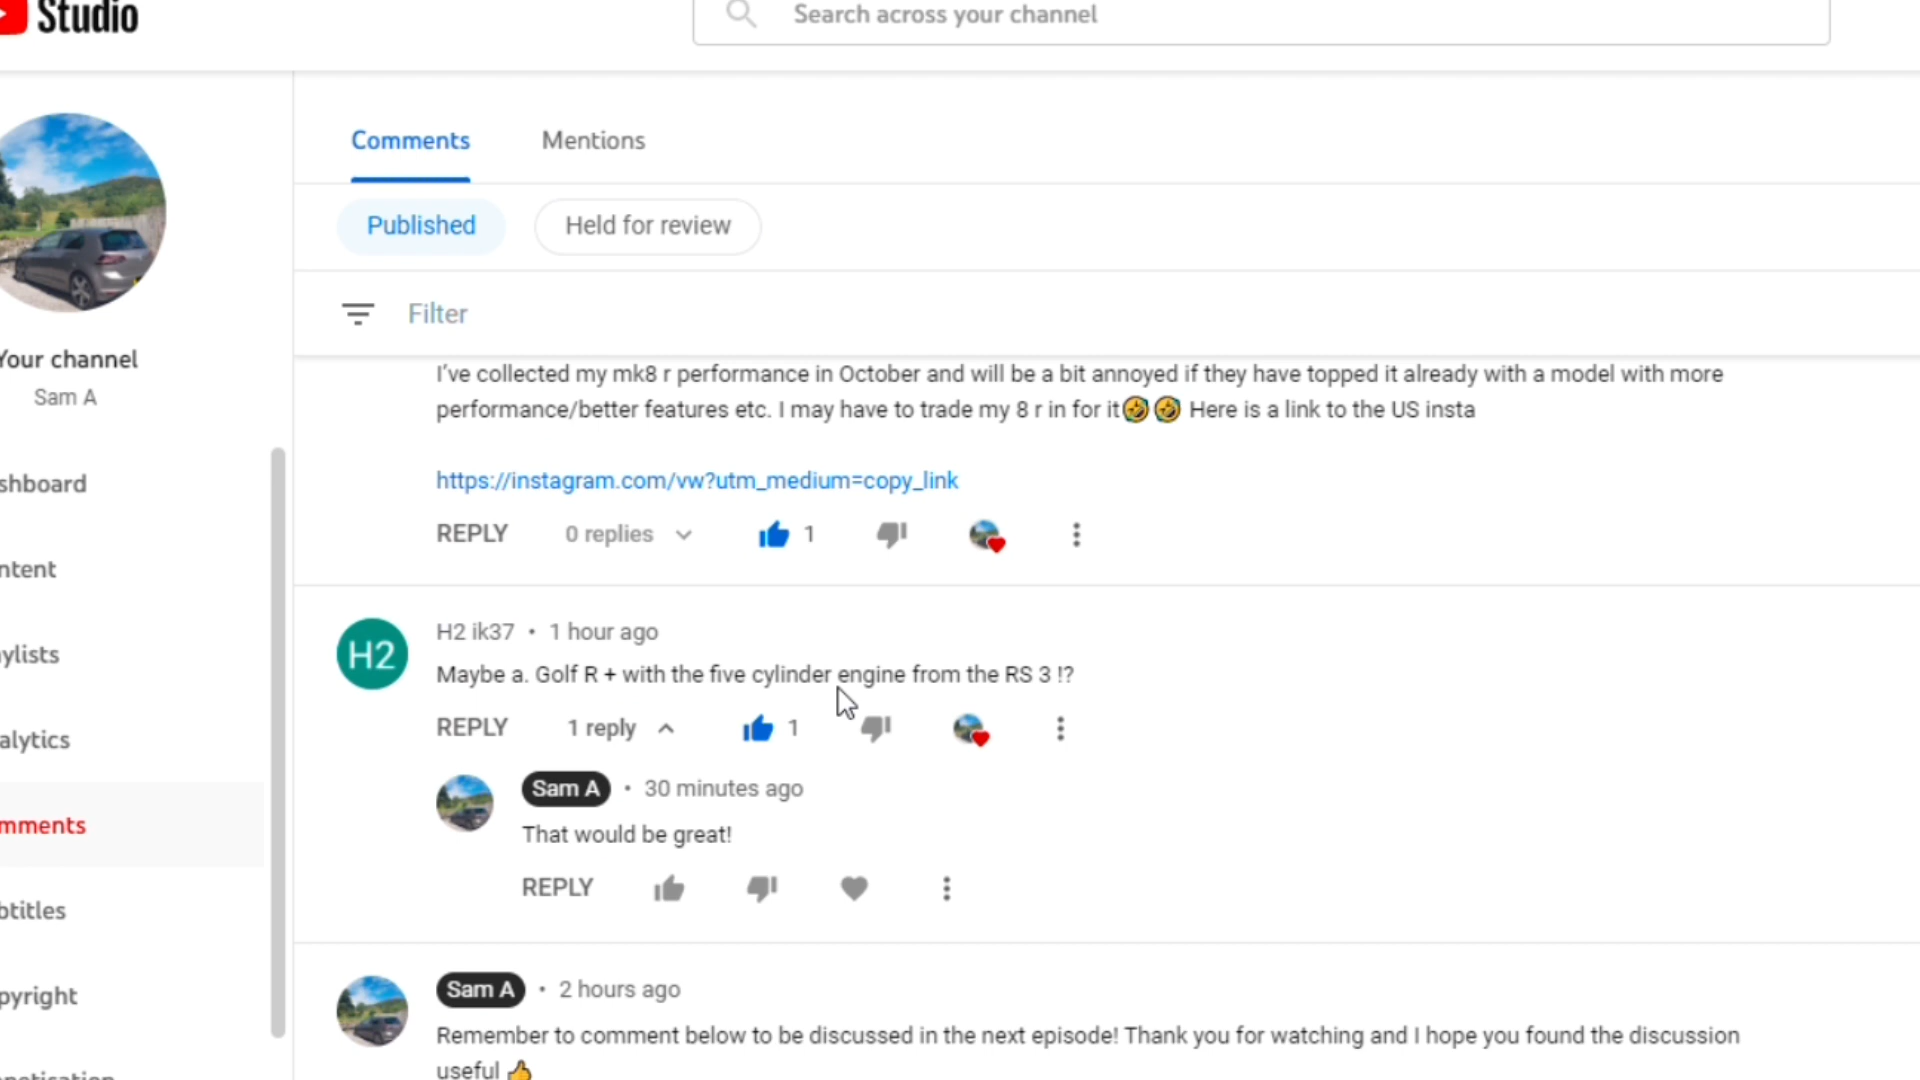 Studio
Search across your channel
Comments
Mentions
Published
Held for review
Filter
Your channel
Sam A
shboard
ntent
ylists
alytics
mments
btitles
pyright
I've collected my mk8 r performance in October and will be a bit annoyed if they have topped it already with a model with more
performance/better features etc. I may have to trade my 8 r in for it🤣🤣 Here is a link to the US insta
https://instagram.com/vw?utm_medium=copy_link
REPLY 0 replies 1
H2
H2 ik37 • 1 hour ago
Maybe a. Golf R + with the five cylinder engine from the RS 3 !?
REPLY 1 reply 1
Sam A • 30 minutes ago
That would be great!
REPLY
Sam A • 2 hours ago
Remember to comment below to be discussed in the next episode! Thank you for watching and I hope you found the discussion
useful 👍